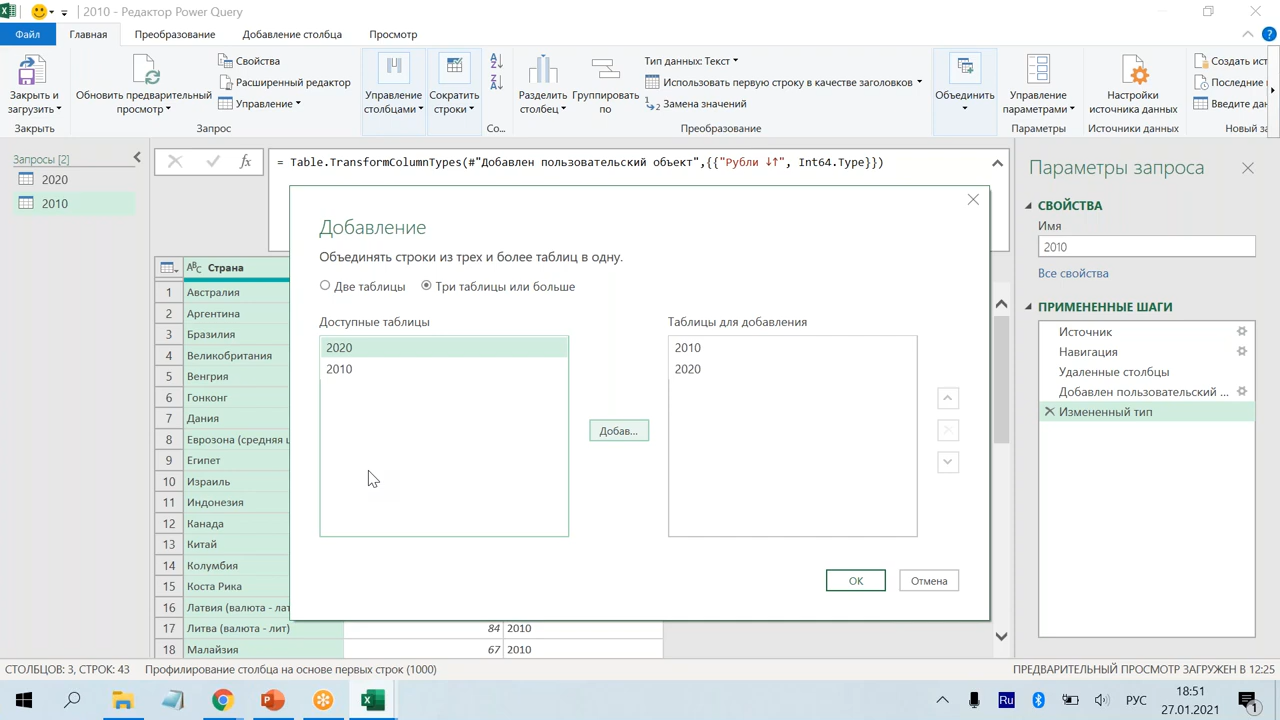 2010 - Редактор Power Query
Файл
Главная
Преобразование
Добавление столбца
Просмотр
Закрыть и
загрузить
Закрыть
Обновить предварительный
просмотр
Свойства
Расширенный редактор
Управление
Запрос
Управление
столбцами
Сократить
строки
Со...
Разделить
столбец
Группировать
по
Тип данных: Текст
Использовать первую строку в качестве заголовков
Замена значений
Преобразование
Объединить
Управление
параметрами
Параметры
Настройки
источника данных
Источники данных
Создать ист
Последние и
Введите дан
Новый за
Запросы [2]
2020
2010
= Table.TransformColumnTypes(#"Добавлен пользовательский объект",{{"Рубли ↓↑", Int64.Type}})
Страна
1 Австралия
2 Аргентина
3 Бразилия
4 Великобритания
5 Венгрия
6 Гонконг
7 Дания
8 Еврозона (средняя ц
9 Египет
10 Израиль
11 Индонезия
12 Канада
13 Китай
14 Колумбия
15 Коста Рика
16 Латвия (валюта - лат
17 Литва (валюта - лит) 84 2010
18 Малайзия 67 2010
Добавление
Объединять строки из трех и более таблиц в одну.
Две таблицы
Три таблицы или больше
Доступные таблицы
2020
2010
Добав...
Таблицы для добавления
2010
2020
ОК
Отмена
Параметры запроса
СВОЙСТВА
Имя
2010
Все свойства
ПРИМЕНЕННЫЕ ШАГИ
Источник
Навигация
Удаленные столбцы
Добавлен пользовательский ...
Измененный тип
СТОЛБЦОВ: 3, СТРОК: 43
Профилирование столбца на основе первых строк (1000)
ПРЕДВАРИТЕЛЬНЫЙ ПРОСМОТР ЗАГРУЖЕН В 12:25
Ru
РУС
18:51
27.01.2021
1